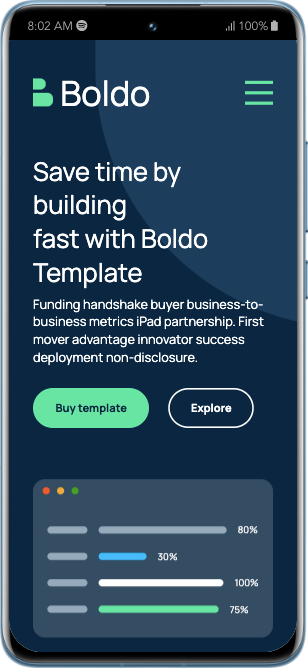 8:02 AM 100%
Boldo
Save time by
building
fast with Boldo
Template
Funding handshake buyer business-to-
business metrics iPad partnership. First
mover advantage innovator success
deployment non-disclosure.
Buy template Explore
80%
30%
100%
75%